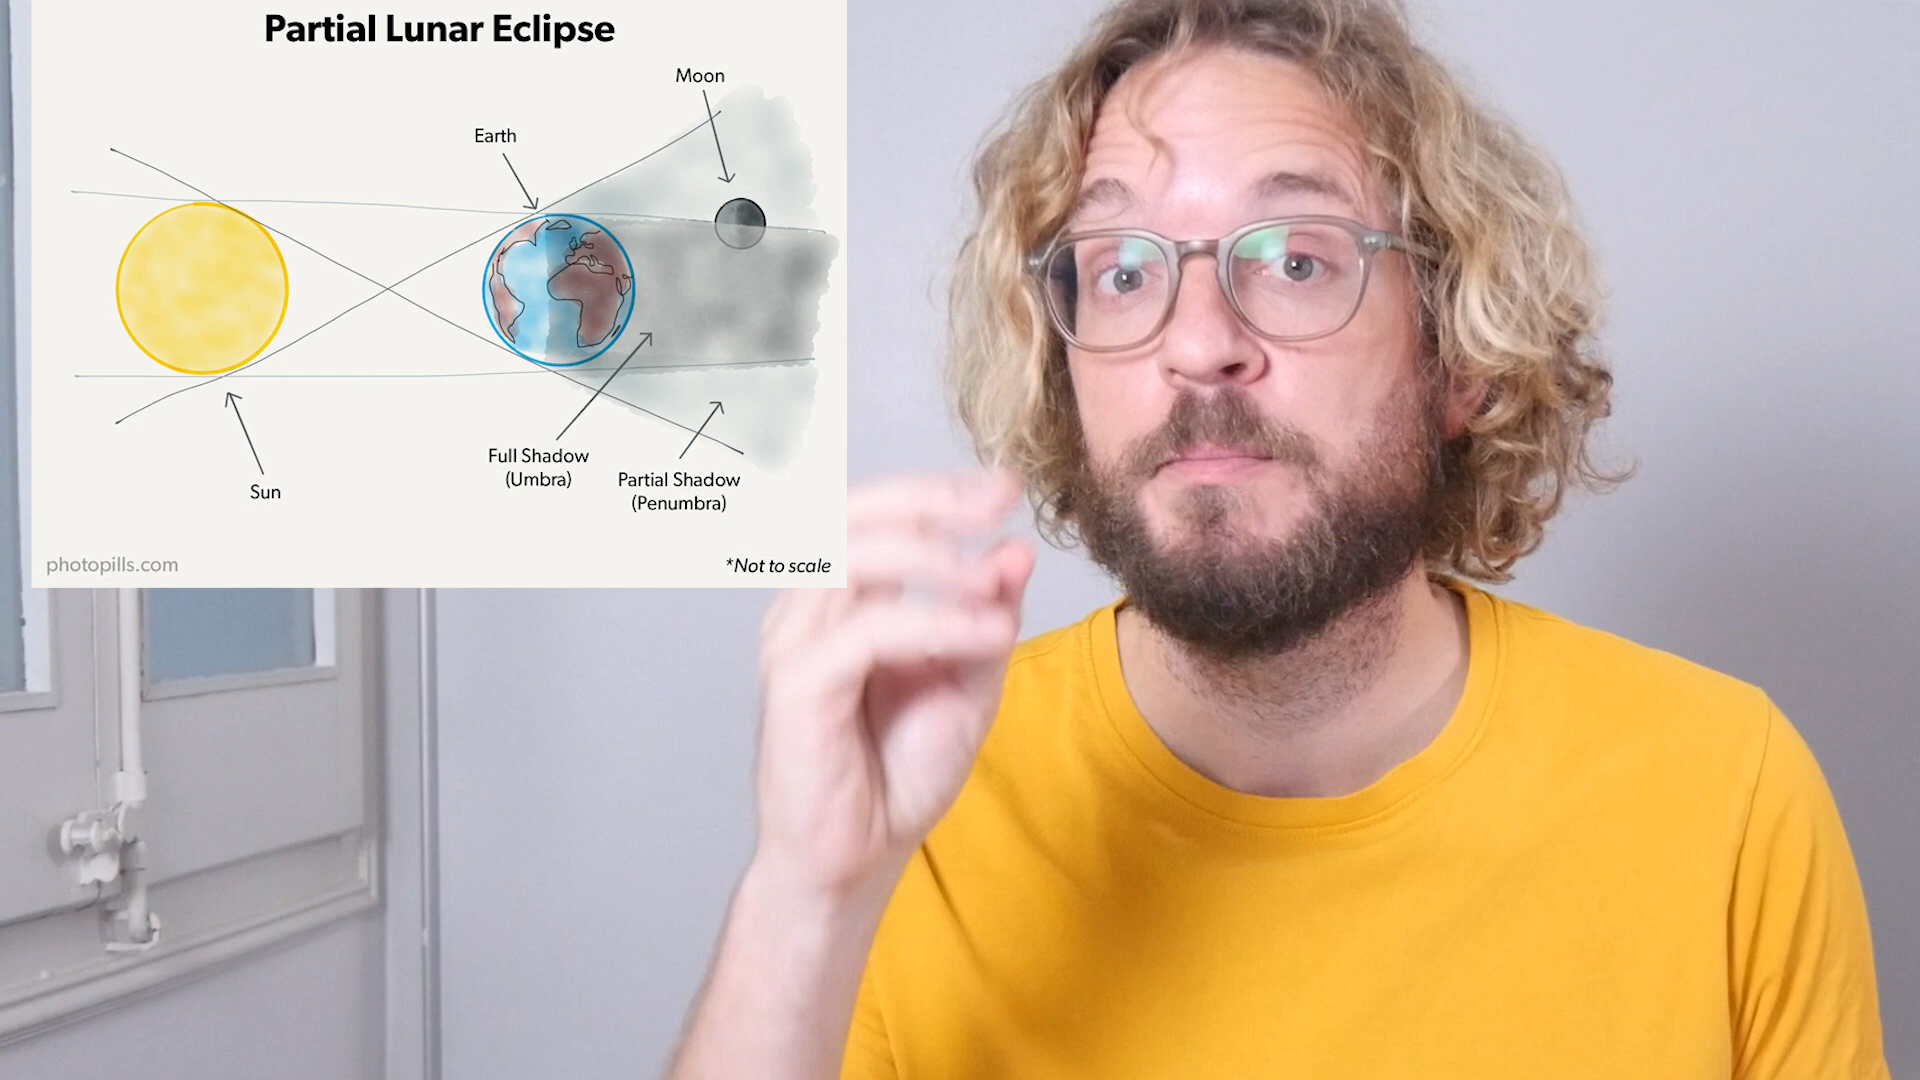 Partial Lunar Eclipse
Moon
Earth
Full Shadow
(Umbra)
Partial Shadow
(Penumbra)
Sun
photopills.com
*Not to scale